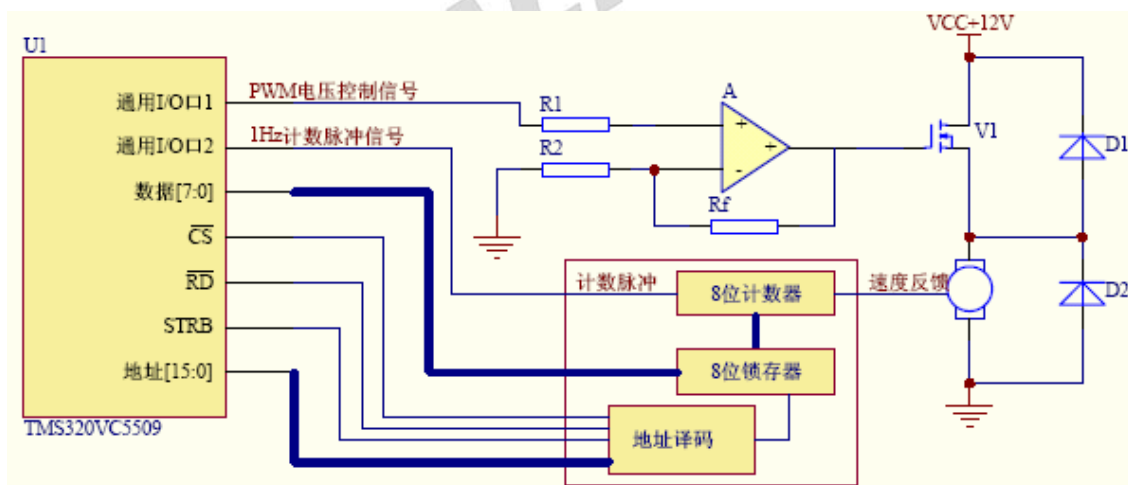 VCC+12V
U1
通用I/O口1
PWM电压控制信号
R1
A
V1
D1
通用I/O口2
1Hz计数脉冲信号
R2
+
-
+
数据[7:0]
Rf
CS
RD
计数脉冲
8位计数器
速度反馈
D2
STRB
地址[15:0]
8位锁存器
地址译码
TMS320VC5509